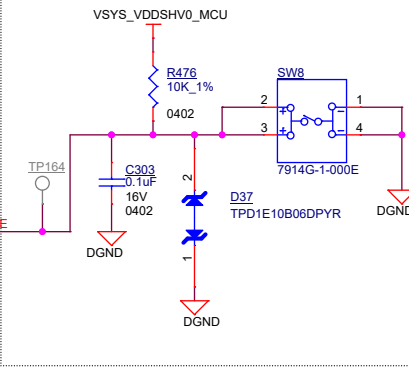 VSYS_VDDSHV0_MCU
R476
10K_1%
0402
SW8
2
1
3
4
7914G-1-000E
TP164
C303
0.1uF
16V
0402
2
D37
TPD1E10B06DPYR
1
DGND
DGND
DGND
E